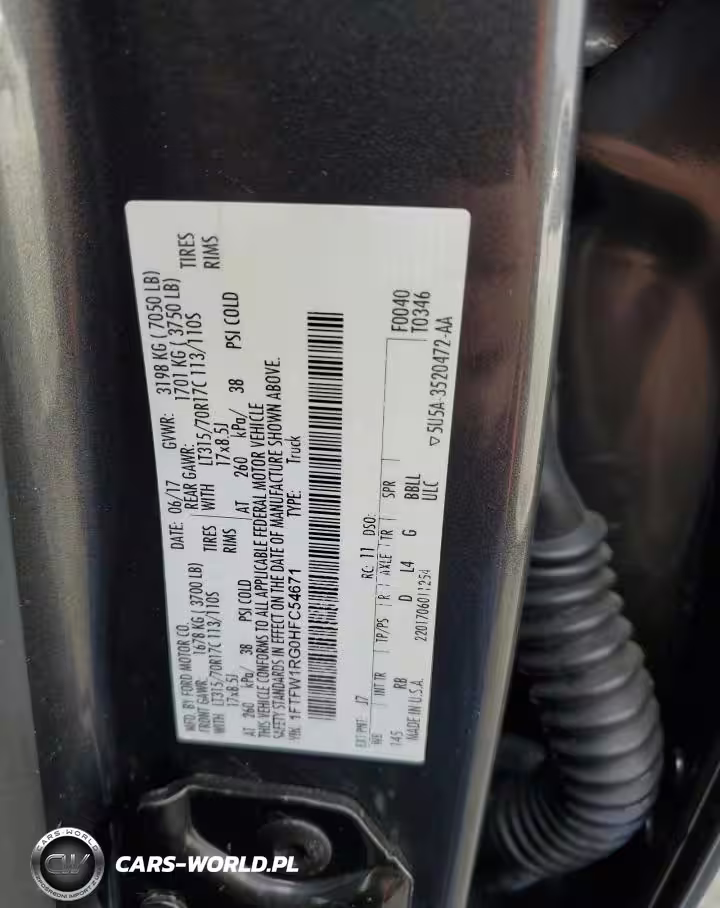 MFD. BY FORD MOTOR CO. DATE: 06/17 GVWR: 3198 KG ( 7050 LB)
FRONT GAWR: 1678 KG ( 3700 LB) REAR GAWR: 1701 KG ( 3750 LB)
WITH LT315/70R17C 113/110S TIRES WITH LT315/70R17C 113/110S TIRES
17x8.5J RIMS 17x8.5J RIMS
AT 260 kPa/ 38 PSI COLD AT 260 kPa/ 38 PSI COLD
THIS VEHICLE CONFORMS TO ALL APPLICABLE FEDERAL MOTOR VEHICLE
SAFETY STANDARDS IN EFFECT ON THE DATE OF MANUFACTURE SHOWN ABOVE.
VIN: 1FTFW1RG0HFC54671 TYPE: Truck
EXT PNT: J7 RC: 11 DSO: F0040
WB INT TR TP/PS R AXLE TR SPR T0346
145 RB D L4 G BBLL
MADE IN U.S.A. 2201706011254 ULC
▽5U5A-3520472-AA
CARS-WORLD
CW
CARS-WORLD.PL